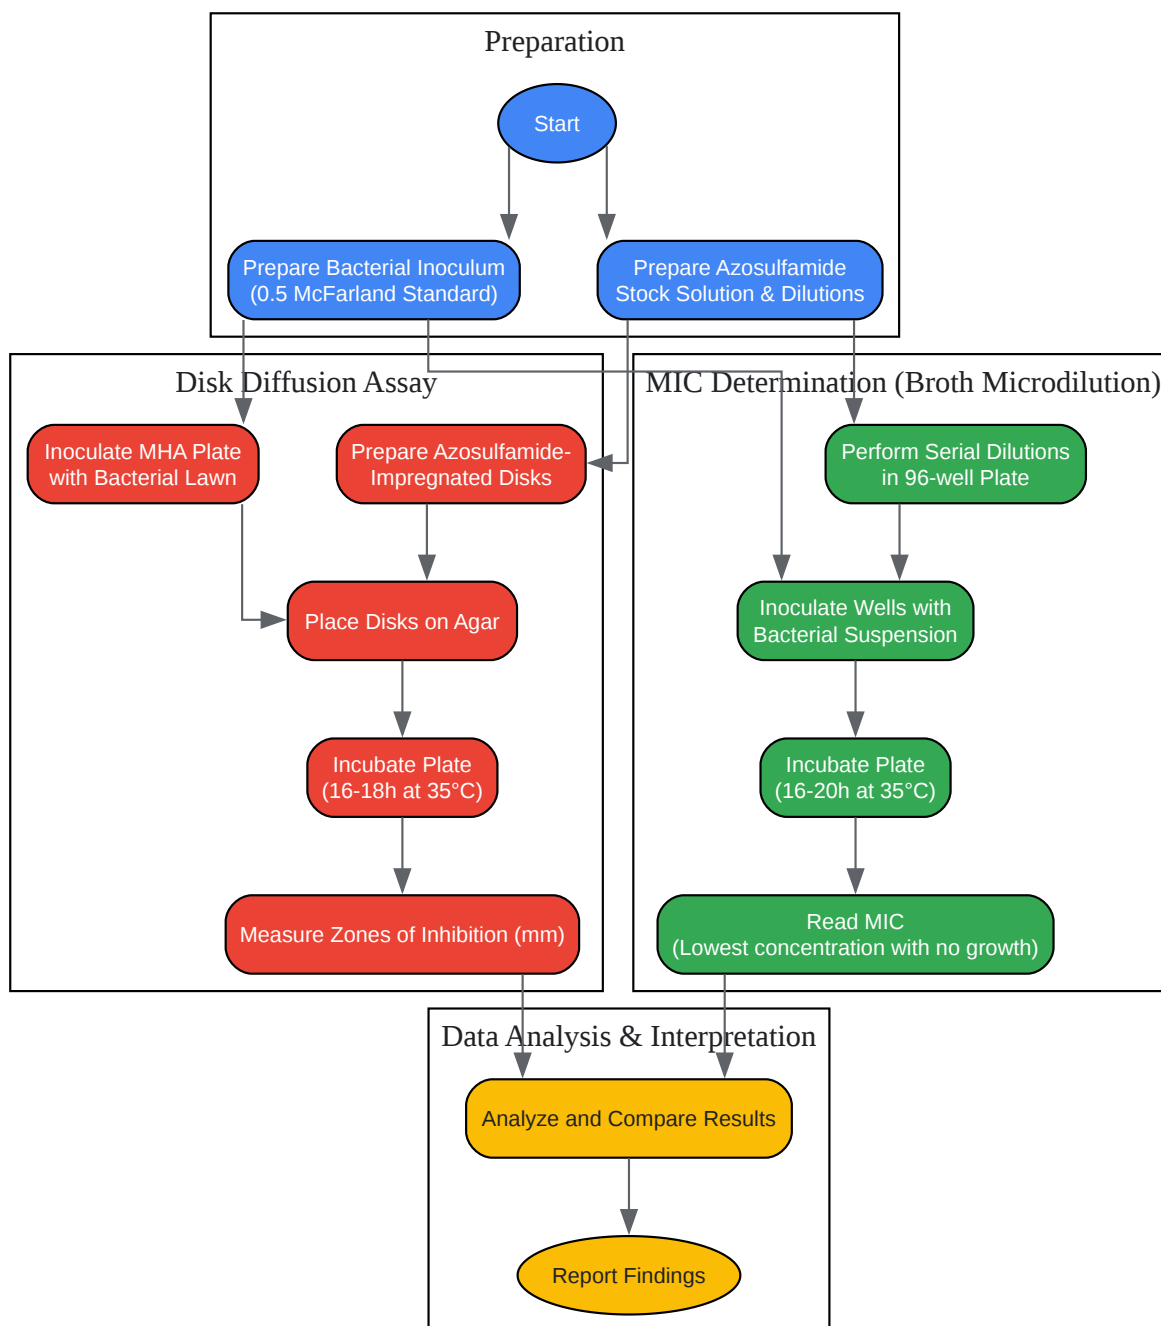 Preparation
Start
Prepare Bacterial Inoculum
(0.5 McFarland Standard)
Prepare Azosulfamide
Stock Solution & Dilutions
Disk Diffusion Assay
Inoculate MHA Plate
with Bacterial Lawn
Prepare Azosulfamide-
Impregnated Disks
Place Disks on Agar
Incubate Plate
(16-18h at 35°C)
Measure Zones of Inhibition (mm)
MIC Determination (Broth Microdilution)
Perform Serial Dilutions
in 96-well Plate
Inoculate Wells with
Bacterial Suspension
Incubate Plate
(16-20h at 35°C)
Read MIC
(Lowest concentration with no growth)
Data Analysis & Interpretation
Analyze and Compare Results
Report Findings